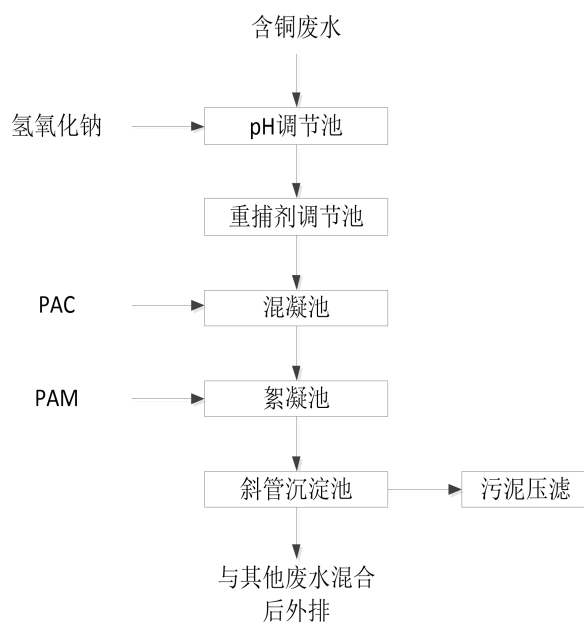 含铜废水
氢氧化钠
pH调节池
重捕剂调节池
PAC
混凝池
PAM
絮凝池
斜管沉淀池
污泥压滤
与其他废水混合
后外排